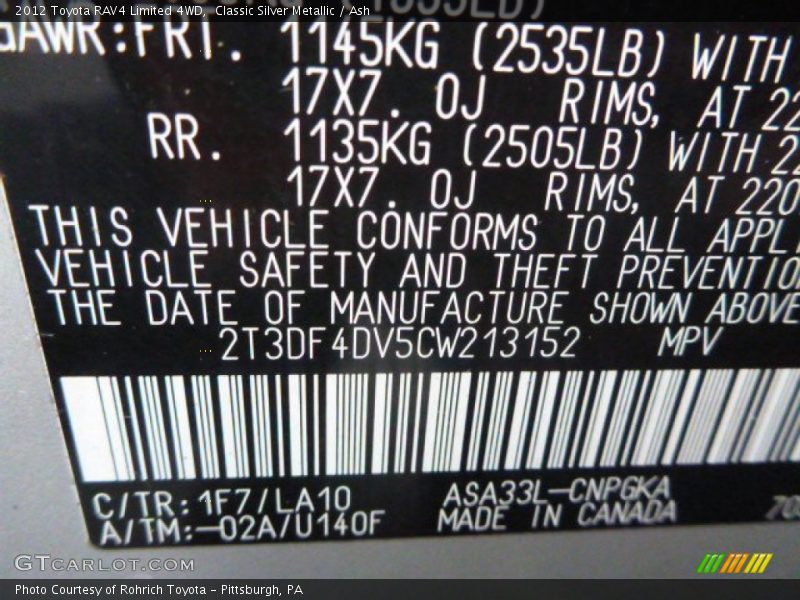 2012 Toyota RAV4 Limited 4WD, Classic Silver Metallic / Ash
GAWR:FRT. 1145KG (2535LB) WITH
17X7. 0J RIMS, AT 22
RR. 1135KG (2505LB) WITH 22
17X7. 0J RIMS, AT 220
THIS VEHICLE CONFORMS TO ALL APPLI
VEHICLE SAFETY AND THEFT PREVENTION
THE DATE OF MANUFACTURE SHOWN ABOVE
2T3DF4DV5CW213152 MPV
C/TR:1F7/LA10 ASA33L-CNPGKA
A/TM:-02A/U140F MADE IN CANADA
GTCARLOT.COM
Photo Courtesy of Rohrich Toyota - Pittsburgh, PA